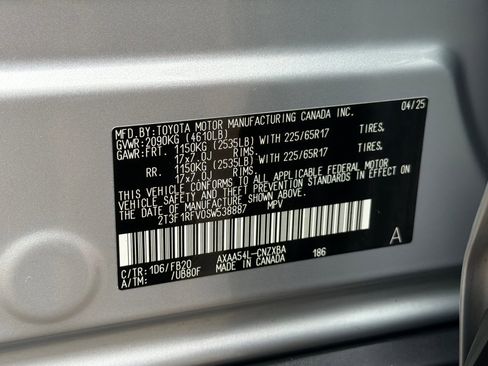 MFD.BY:TOYOTA MOTOR MANUFACTURING CANADA INC. 04/25
GVWR:2090KG (4610LB)
GAWR:FRT. 1150KG (2535LB) WITH 225/65R17 TIRES.
17x7.0J RIMS.
RR. 1150KG (2535LB) WITH 225/65R17 TIRES.
17x7.0J RIMS.
THIS VEHICLE CONFORMS TO ALL APPLICABLE FEDERAL MOTOR
VEHICLE SAFETY AND THEFT PREVENTION STANDARDS IN EFFECT
ON THE DATE OF MANUFACTURE SHOWN ABOVE.
2T3F1RFV0SW538887 MPV
C/TR:1D6/FB20 AXAA54L-CNZXBA 186 A
A/TM: /UB80F MADE IN CANADA